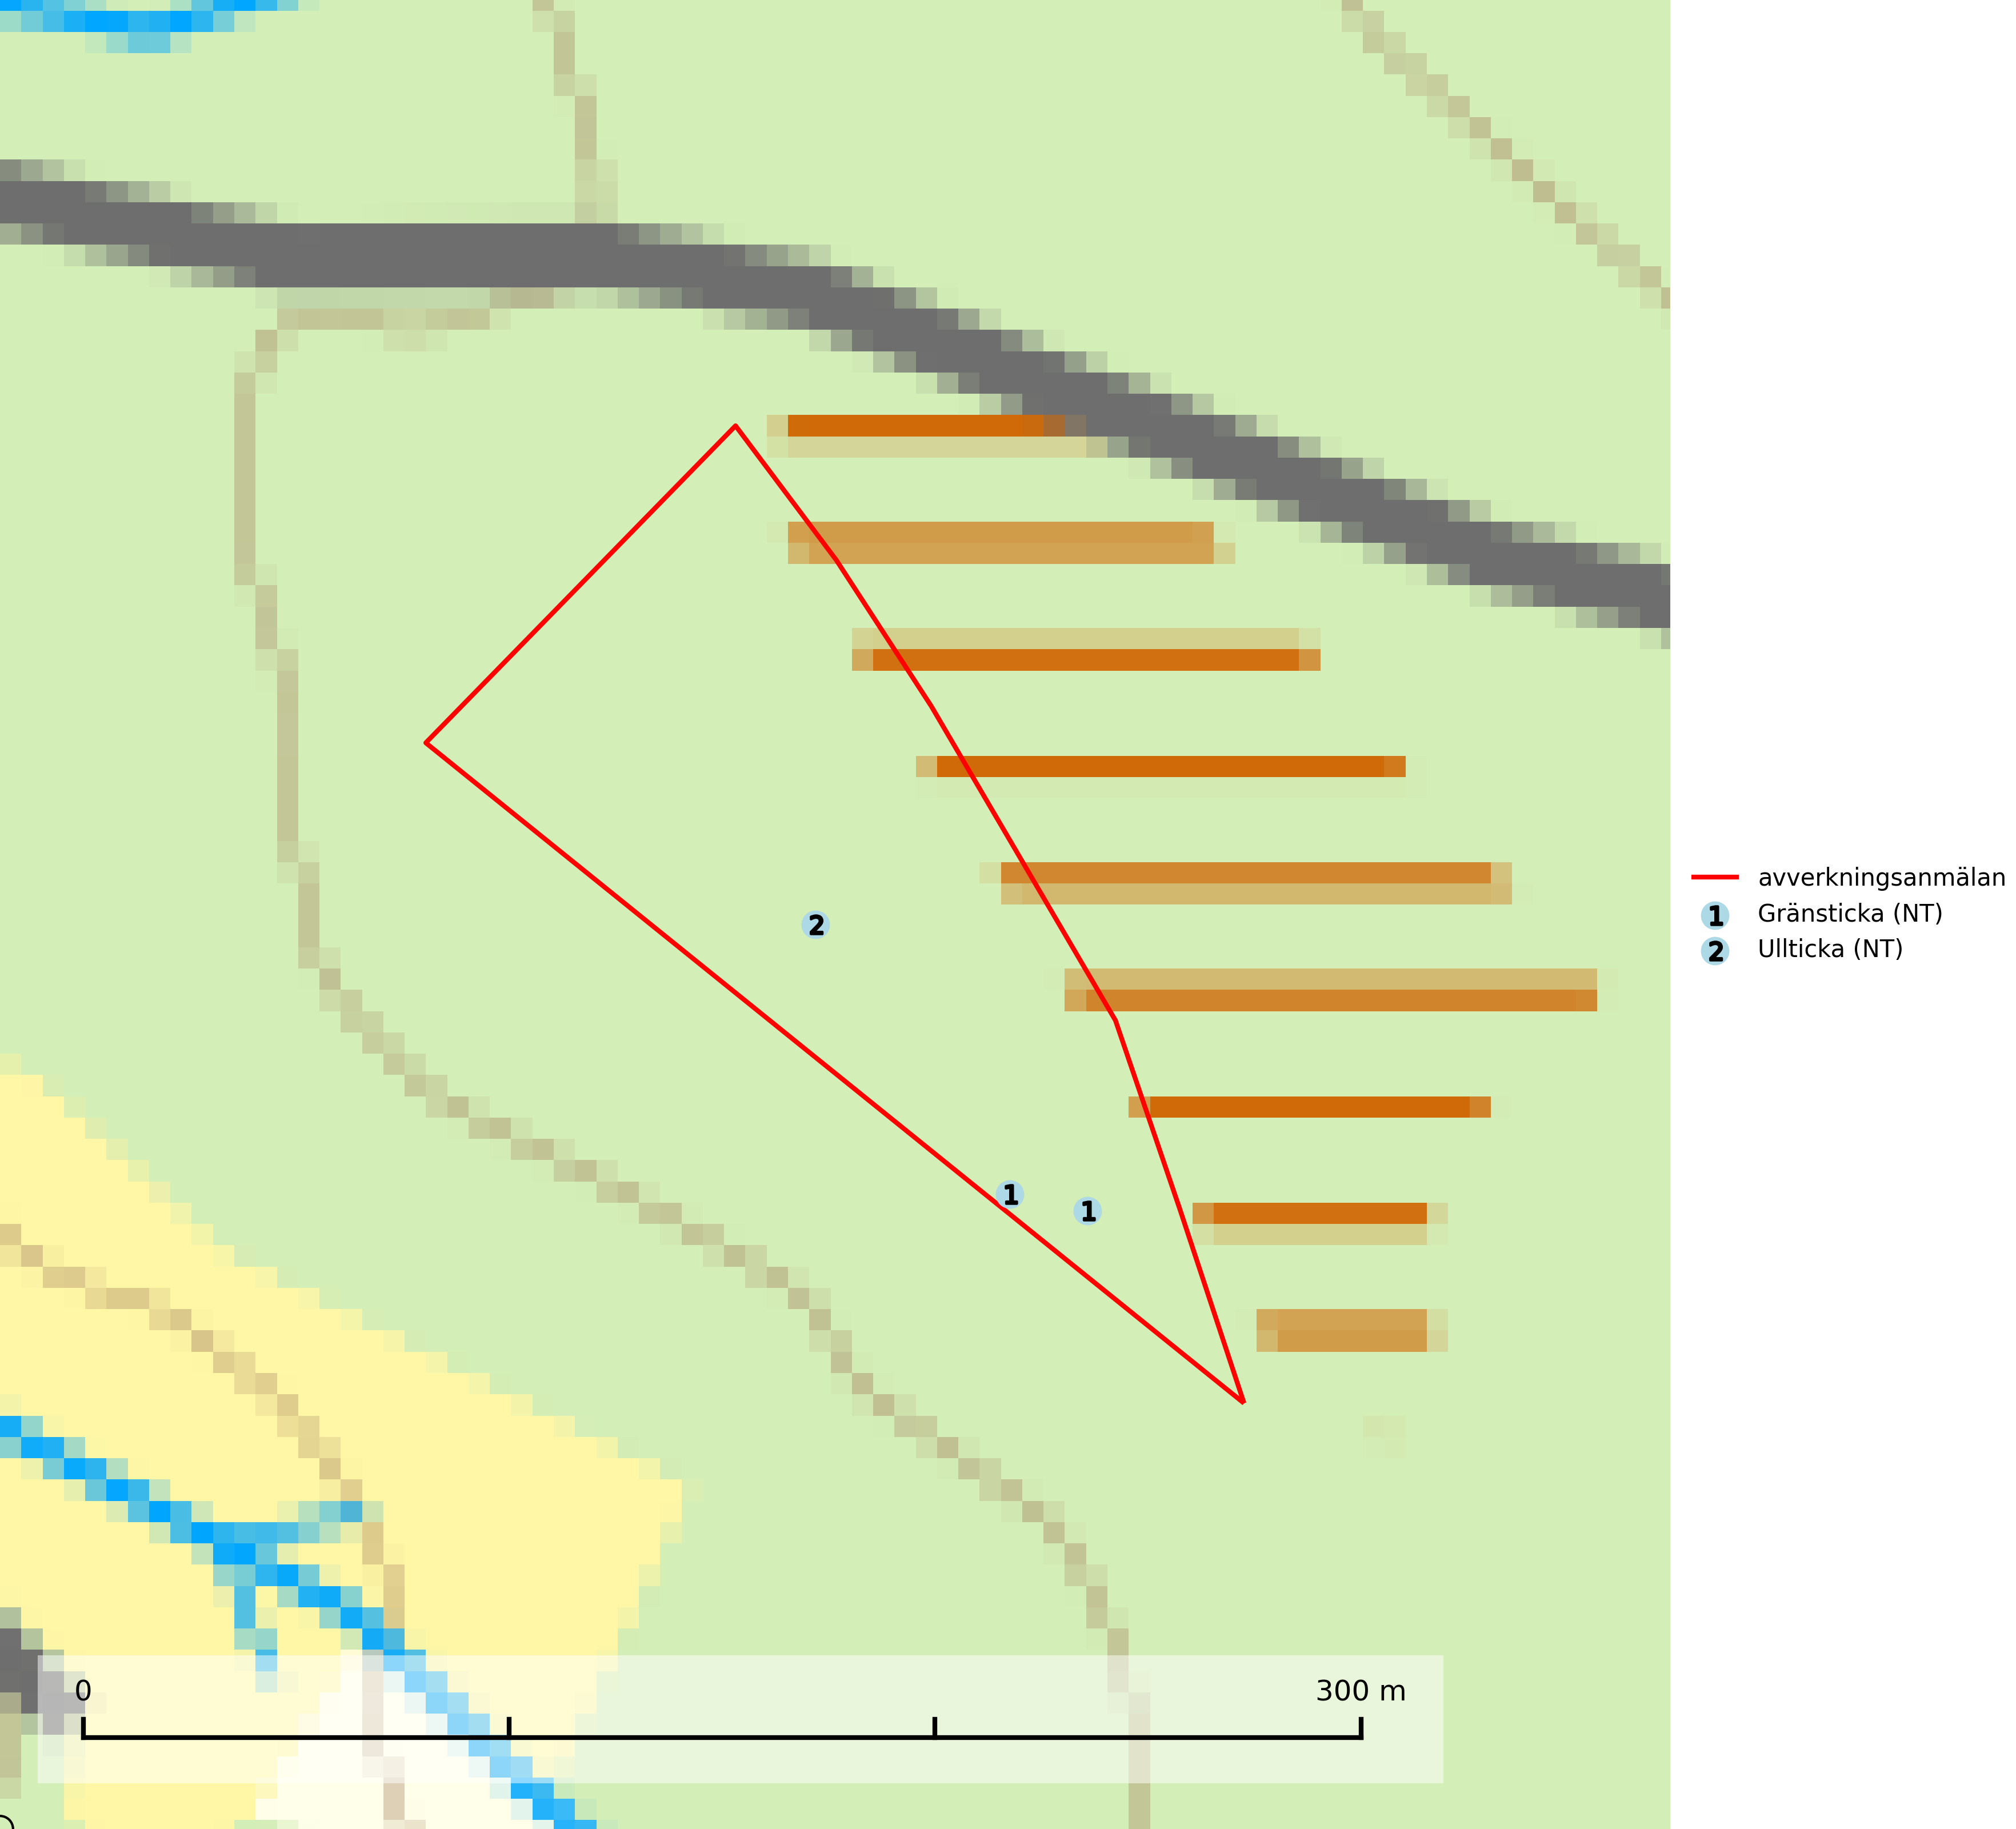 avverkningsanmälan
1 Gränsticka (NT)
2 Ullticka (NT)
2
1
1
0 300 m